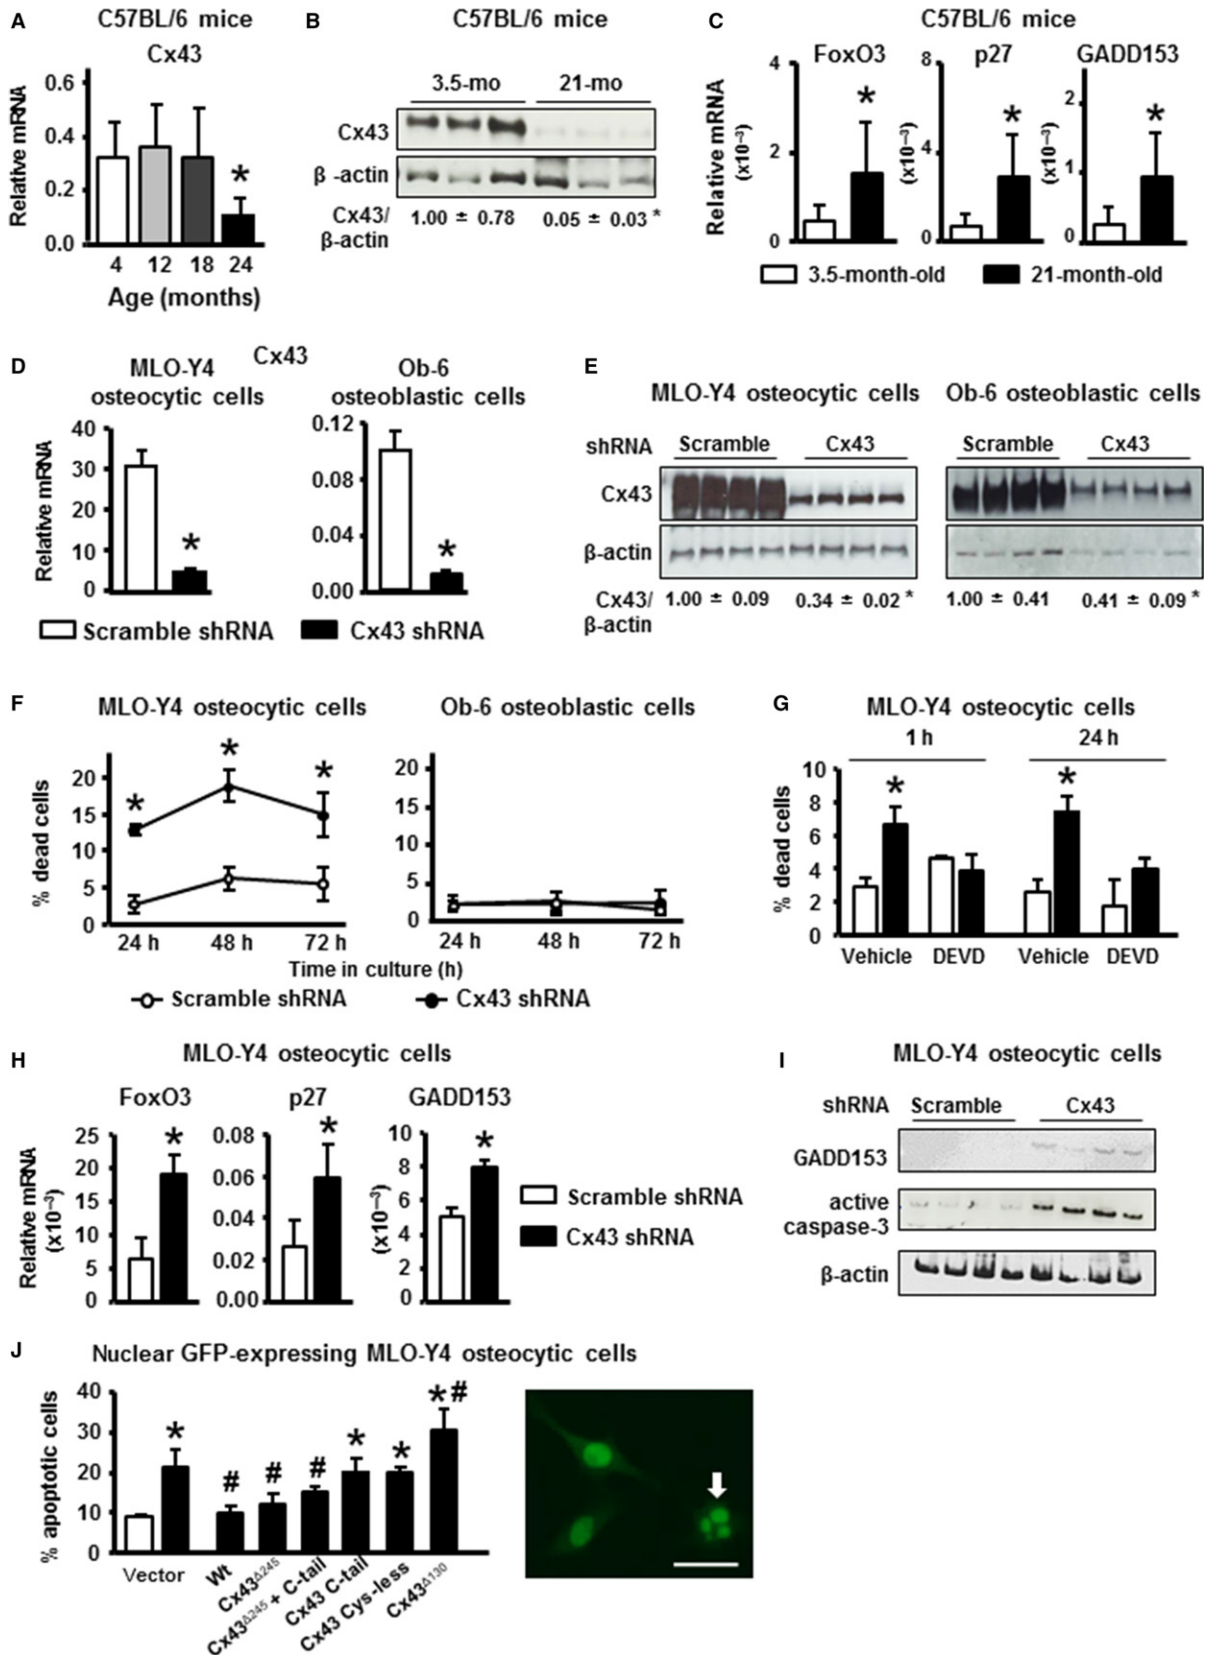 A
C57BL/6 mice
Cx43
Relative mRNA
0.6
0.4
0.2
0.0
*
4 12 18 24
Age (months)
B
C57BL/6 mice
3.5-mo 21-mo
Cx43
β -actin
Cx43/
β-actin
1.00 ± 0.78 0.05 ± 0.03 *
C
C57BL/6 mice
FoxO3 p27 GADD153
Relative mRNA
(x10⁻³)
4
2
0
*
(x10⁻³)
8
4
0
*
(x10⁻³)
2
1
0
*
3.5-month-old 21-month-old
D
Cx43
MLO-Y4
osteocytic cells
Ob-6
osteoblastic cells
Relative mRNA
40
30
20
10
0
*
0.12
0.08
0.04
0.00
*
Scramble shRNA Cx43 shRNA
E
MLO-Y4 osteocytic cells Ob-6 osteoblastic cells
shRNA Scramble Cx43 Scramble Cx43
Cx43
β-actin
Cx43/
β-actin
1.00 ± 0.09 0.34 ± 0.02 * 1.00 ± 0.41 0.41 ± 0.09 *
F
MLO-Y4 osteocytic cells Ob-6 osteoblastic cells
% dead cells
20
15
10
5
0
* * *
24 h 48 h 72 h
20
15
10
5
0
24 h 48 h 72 h
Time in culture (h)
Scramble shRNA Cx43 shRNA
G
MLO-Y4 osteocytic cells
1 h 24 h
% dead cells
10
8
6
4
2
0
* *
Vehicle DEVD Vehicle DEVD
H
MLO-Y4 osteocytic cells
FoxO3 p27 GADD153
Relative mRNA
(x10⁻³)
25
20
15
10
5
0
*
0.08
0.06
0.04
0.02
0.00
*
(x10⁻³)
10
8
6
4
2
0
*
Scramble shRNA
Cx43 shRNA
I
MLO-Y4 osteocytic cells
shRNA Scramble Cx43
GADD153
active
caspase-3
β-actin
J
Nuclear GFP-expressing MLO-Y4 osteocytic cells
% apoptotic cells
40
30
20
10
0
* # # # * * *#
Vector
Wt
Cx43Δ245
Cx43Δ245 + C-tail
Cx43 C-tail
Cx43 Cys-less
Cx43Δ130